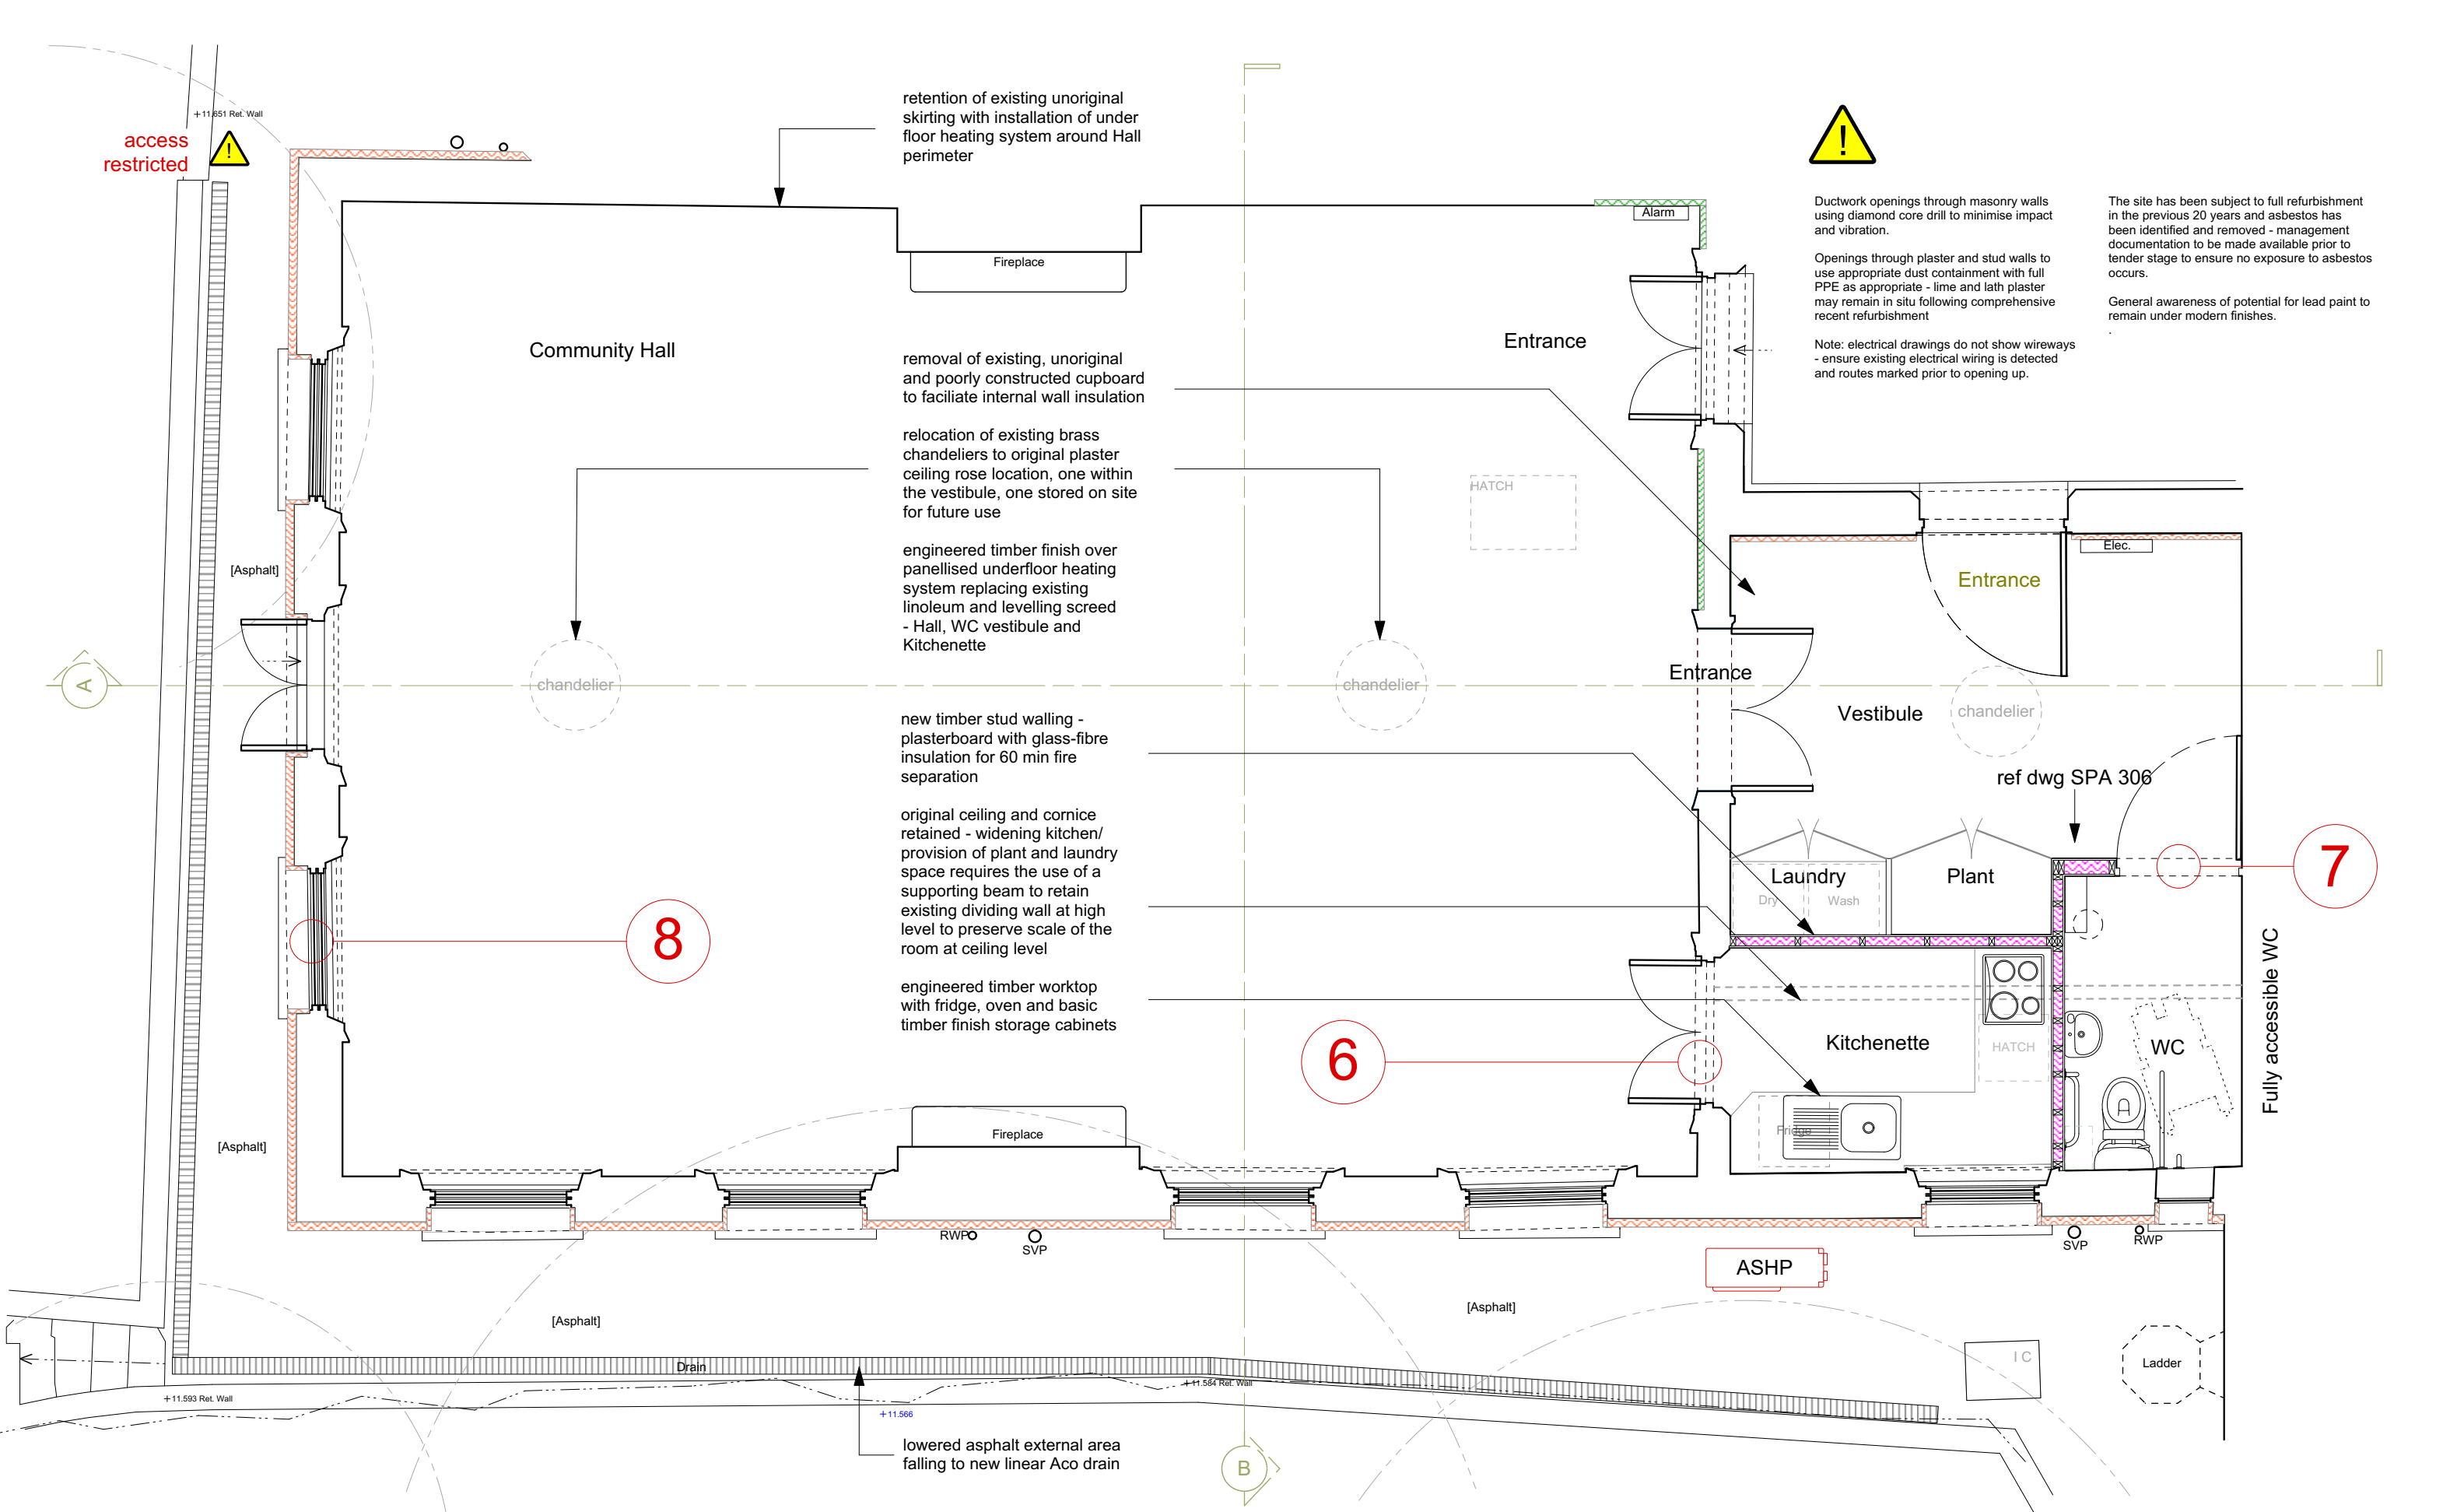 +11.651 Ret. Wall
access
restricted
!
retention of existing unoriginal
skirting with installation of under
floor heating system around Hall
perimeter
Alarm
!
Ductwork openings through masonry walls
using diamond core drill to minimise impact
and vibration.
Openings through plaster and stud walls to
use appropriate dust containment with full
PPE as appropriate - lime and lath plaster
may remain in situ following comprehensive
recent refurbishment
Note: electrical drawings do not show wireways
- ensure existing electrical wiring is detected
and routes marked prior to opening up.
The site has been subject to full refurbishment
in the previous 20 years and asbestos has
been identified and removed - management
documentation to be made available prior to
tender stage to ensure no exposure to asbestos
occurs.
General awareness of potential for lead paint to
remain under modern finishes.
.
Fireplace
Community Hall
Entrance
removal of existing, unoriginal
and poorly constructed cupboard
to faciliate internal wall insulation
relocation of existing brass
chandeliers to original plaster
ceiling rose location, one within
the vestibule, one stored on site
for future use
engineered timber finish over
panellised underfloor heating
system replacing existing
linoleum and levelling screed
- Hall, WC vestibule and
Kitchenette
HATCH
Elec.
[Asphalt]
Entrance
Entrance
A
chandelier
chandelier
Vestibule
chandelier
new timber stud walling -
plasterboard with glass-fibre
insulation for 60 min fire
separation
original ceiling and cornice
retained - widening kitchen/
provision of plant and laundry
space requires the use of a
supporting beam to retain
existing dividing wall at high
level to preserve scale of the
room at ceiling level
engineered timber worktop
with fridge, oven and basic
timber finish storage cabinets
ref dwg SPA 306
7
Laundry
Plant
Dry
Wash
8
6
Kitchenette
HATCH
WC
Fully accessible WC
Fridge
Fireplace
[Asphalt]
RWP
SVP
SVP
RWP
ASHP
[Asphalt]
[Asphalt]
I C
Ladder
Drain
+11.593 Ret. Wall
+11.584 Ret. Wall
+11.566
lowered asphalt external area
falling to new linear Aco drain
B